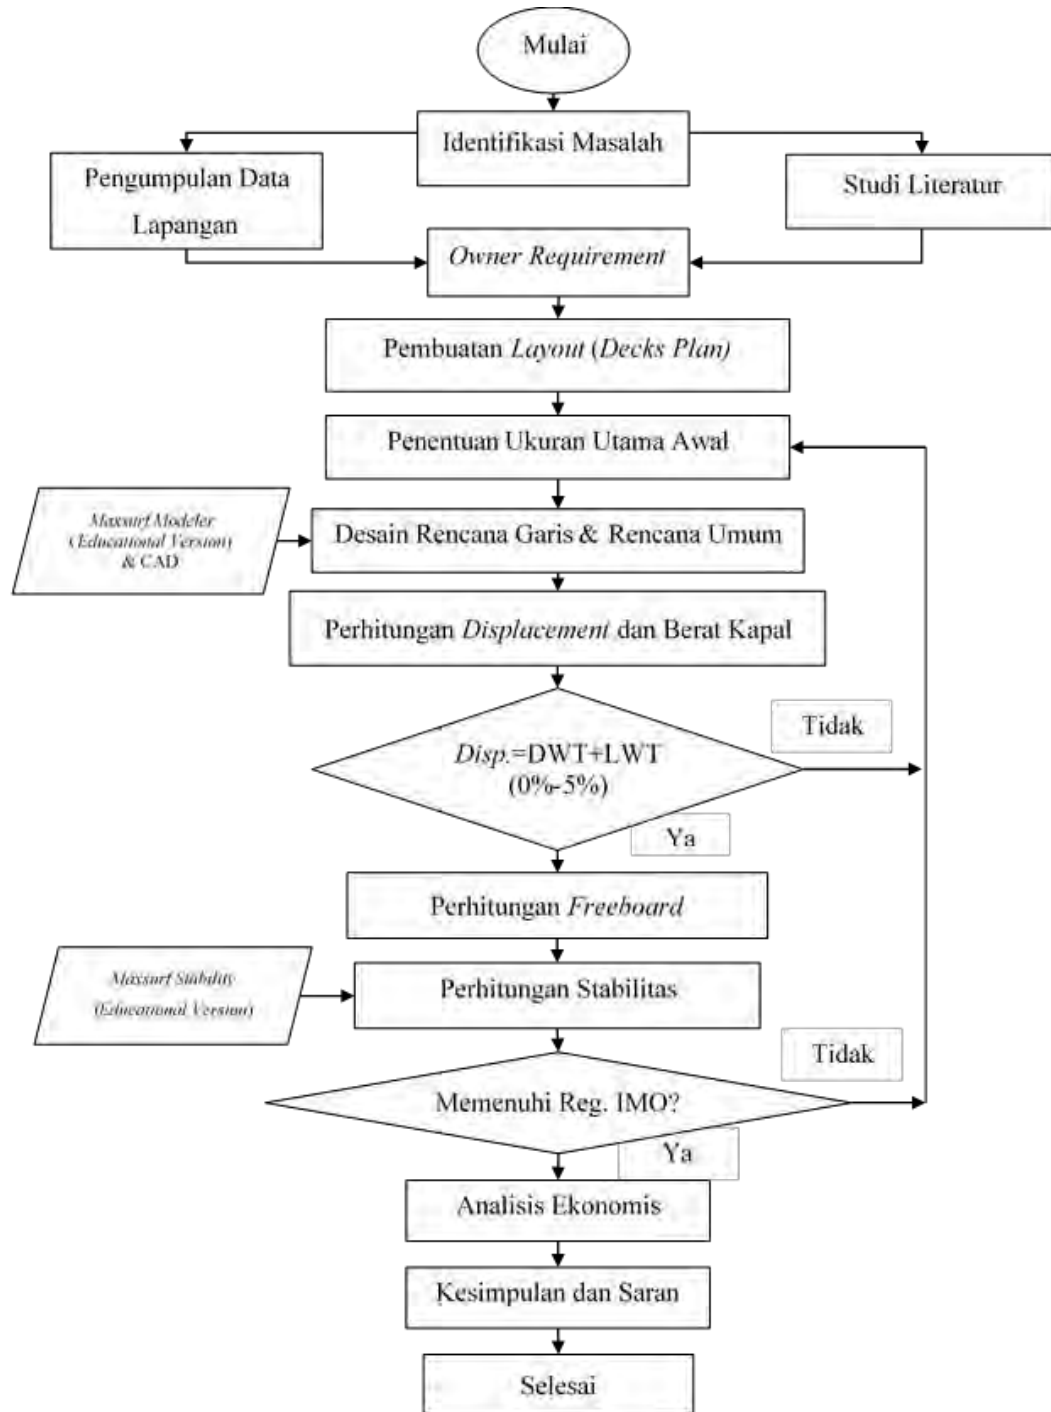 Mulai
Identifikasi Masalah
Pengumpulan Data
Lapangan
Studi Literatur
Owner Requirement
Pembuatan Layout (Decks Plan)
Penentuan Ukuran Utama Awal
Maxsurf Modeler
(Educational Version)
& CAD
Desain Rencana Garis & Rencana Umum
Perhitungan Displacement dan Berat Kapal
Tidak
Disp.=DWT+LWT
(0%-5%)
Ya
Perhitungan Freeboard
Maxsurf Stability
(Educational Version)
Perhitungan Stabilitas
Tidak
Memenuhi Reg. IMO?
Ya
Analisis Ekonomis
Kesimpulan dan Saran
Selesai